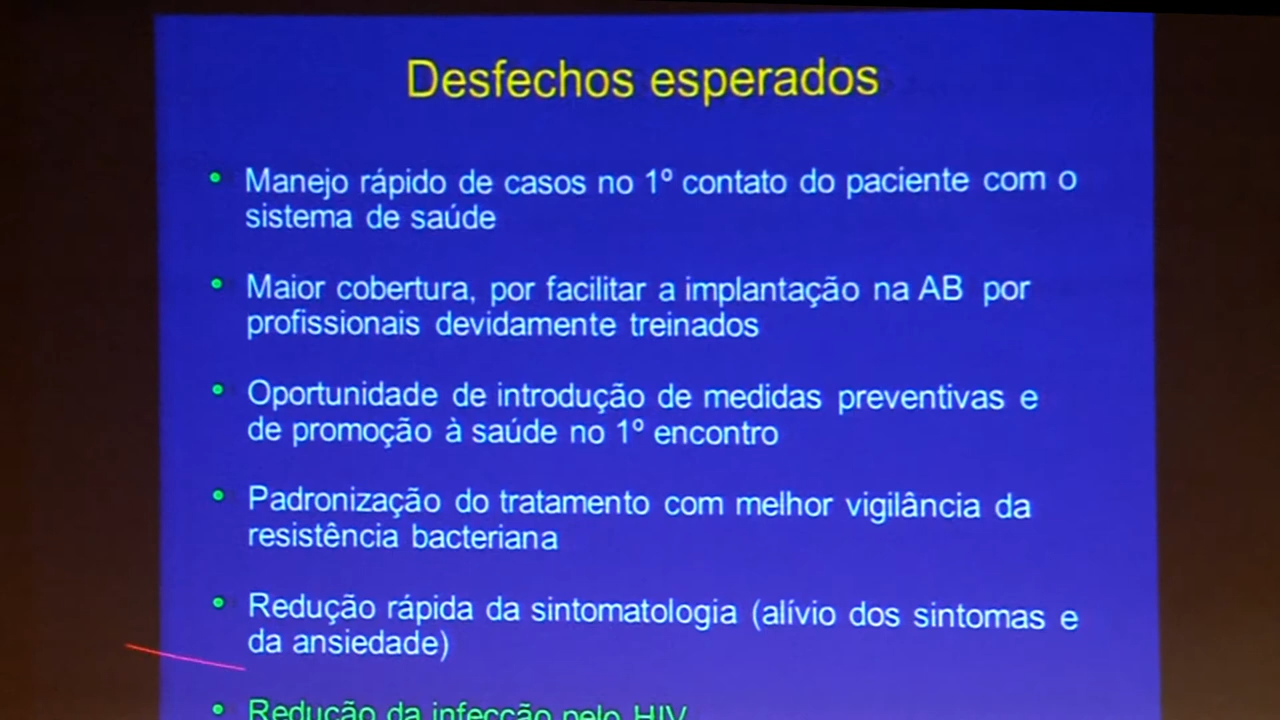 Desfechos esperados
• Manejo rápido de casos no 1º contato do paciente com o
sistema de saúde
• Maior cobertura, por facilitar a implantação na AB por
profissionais devidamente treinados
• Oportunidade de introdução de medidas preventivas e
de promoção à saúde no 1º encontro
• Padronização do tratamento com melhor vigilância da
resistência bacteriana
• Redução rápida da sintomatologia (alívio dos sintomas e
da ansiedade)
• Redução da infecção pelo HIV